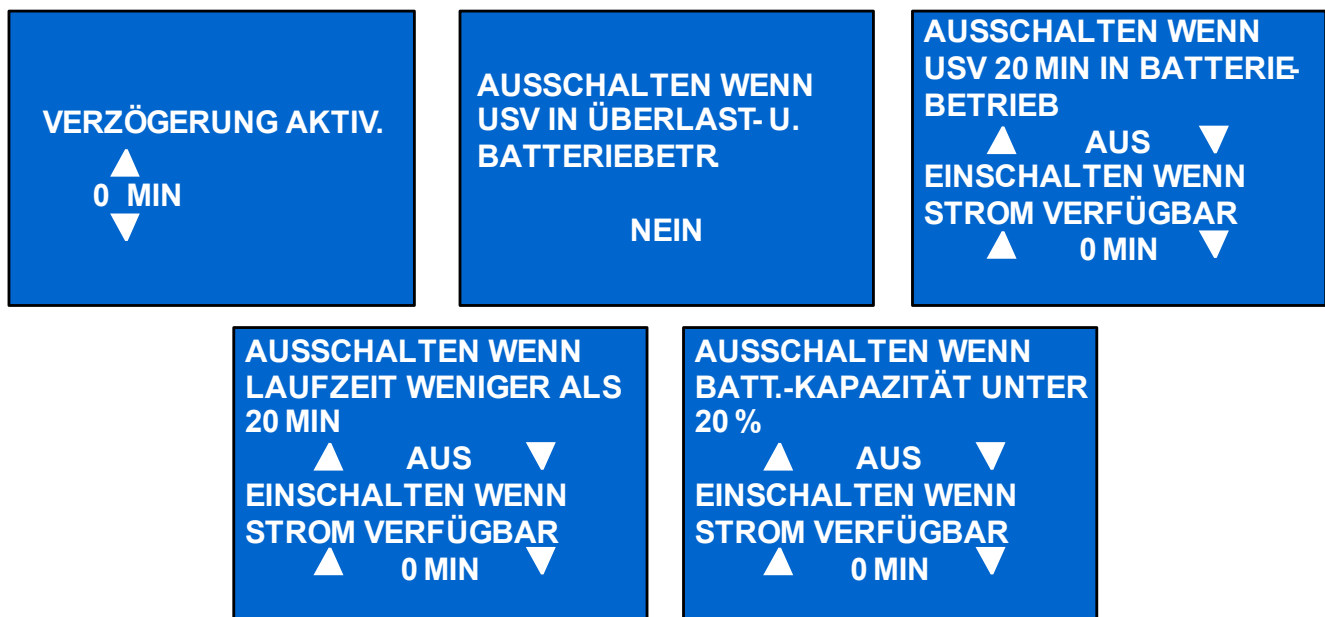 VERZÖGERUNG AKTIV.
0 MIN
AUSSCHALTEN WENN
USV IN ÜBERLAST- U.
BATTERIEBETR.
NEIN
AUSSCHALTEN WENN
USV 20 MIN IN BATTERIE-
BETRIEB
AUS
EINSCHALTEN WENN
STROM VERFÜGBAR
0 MIN
AUSSCHALTEN WENN
LAUFZEIT WENIGER ALS
20 MIN
AUS
EINSCHALTEN WENN
STROM VERFÜGBAR
0 MIN
AUSSCHALTEN WENN
BATT.-KAPAZITÄT UNTER
20 %
AUS
EINSCHALTEN WENN
STROM VERFÜGBAR
0 MIN